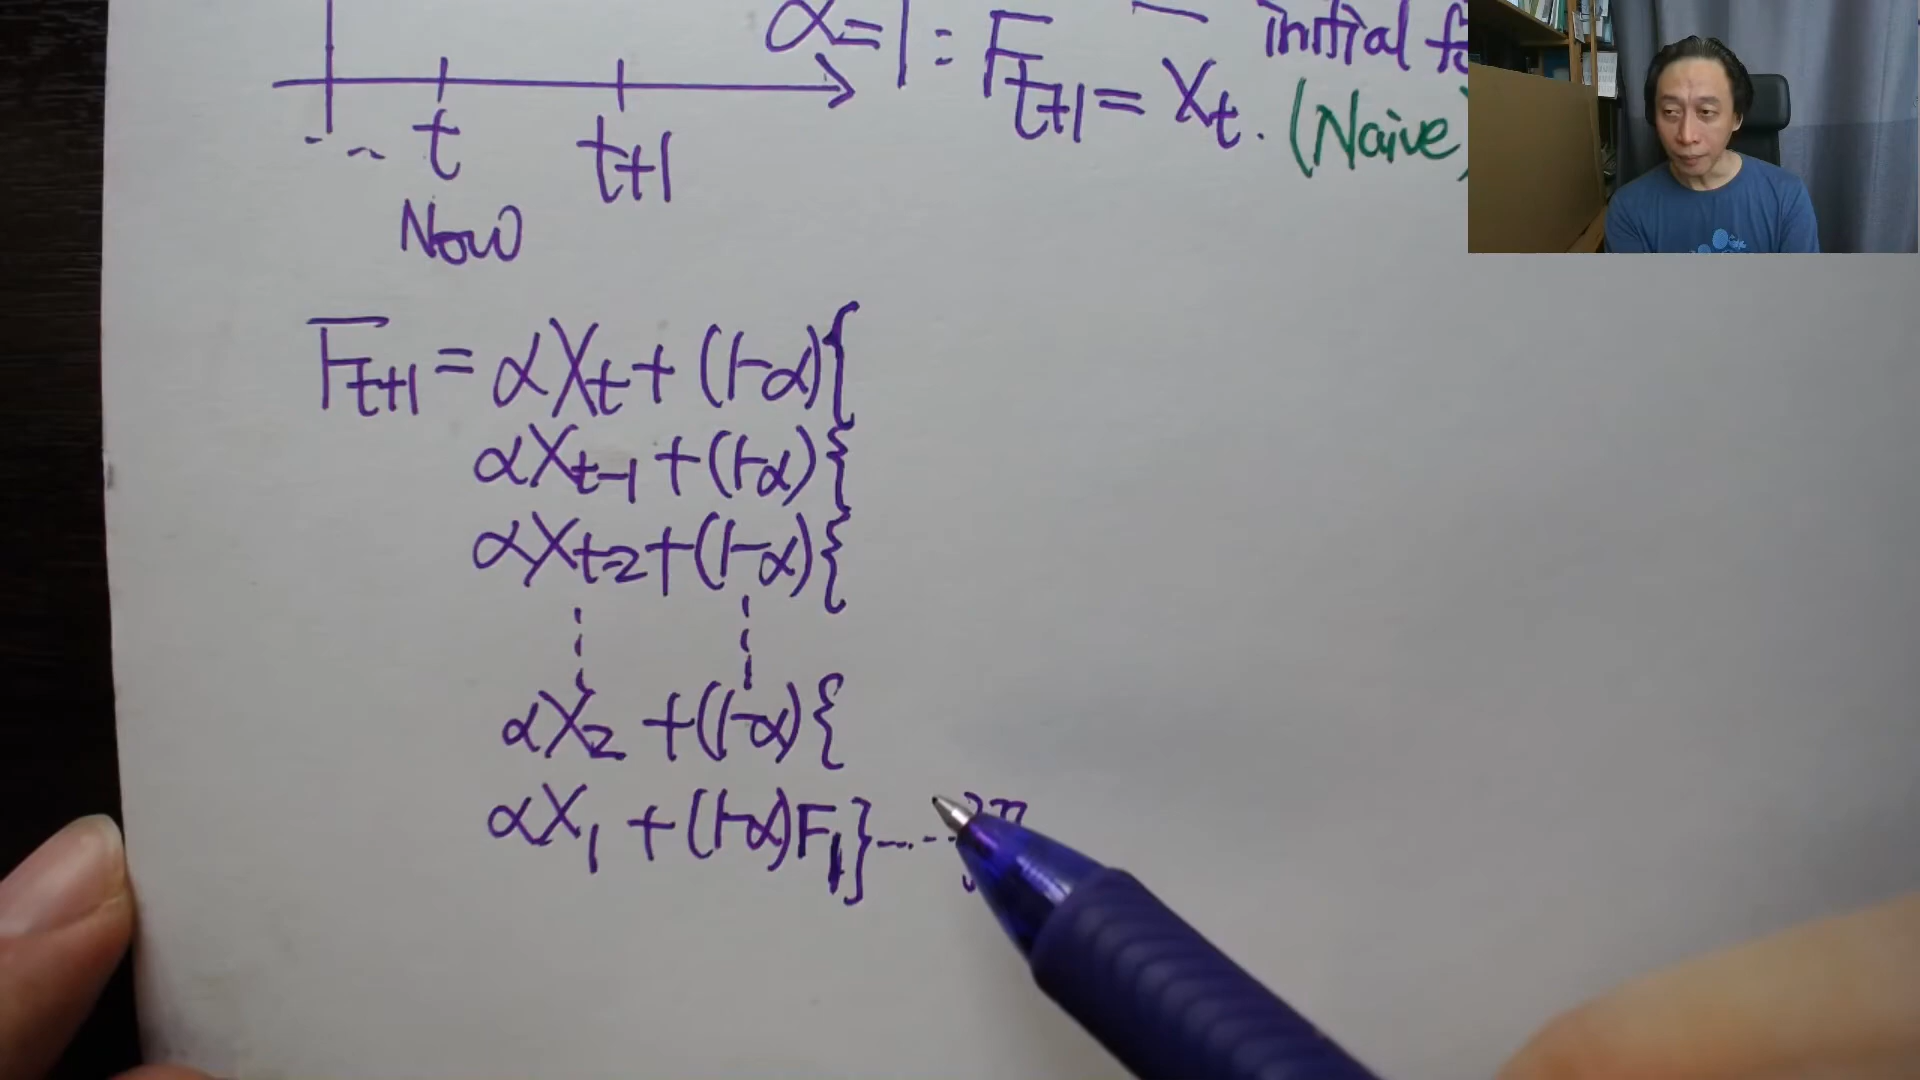 α=1 : F_{t+1} = X_t. (Naive)
initial
t
t+1
Now
F_{t+1} = αX_t + (1-α){
αX_{t-1} + (1-α){
αX_{t-2} + (1-α){
αX_2 + (1-α){
αX_1 + (1-α)F_1}...